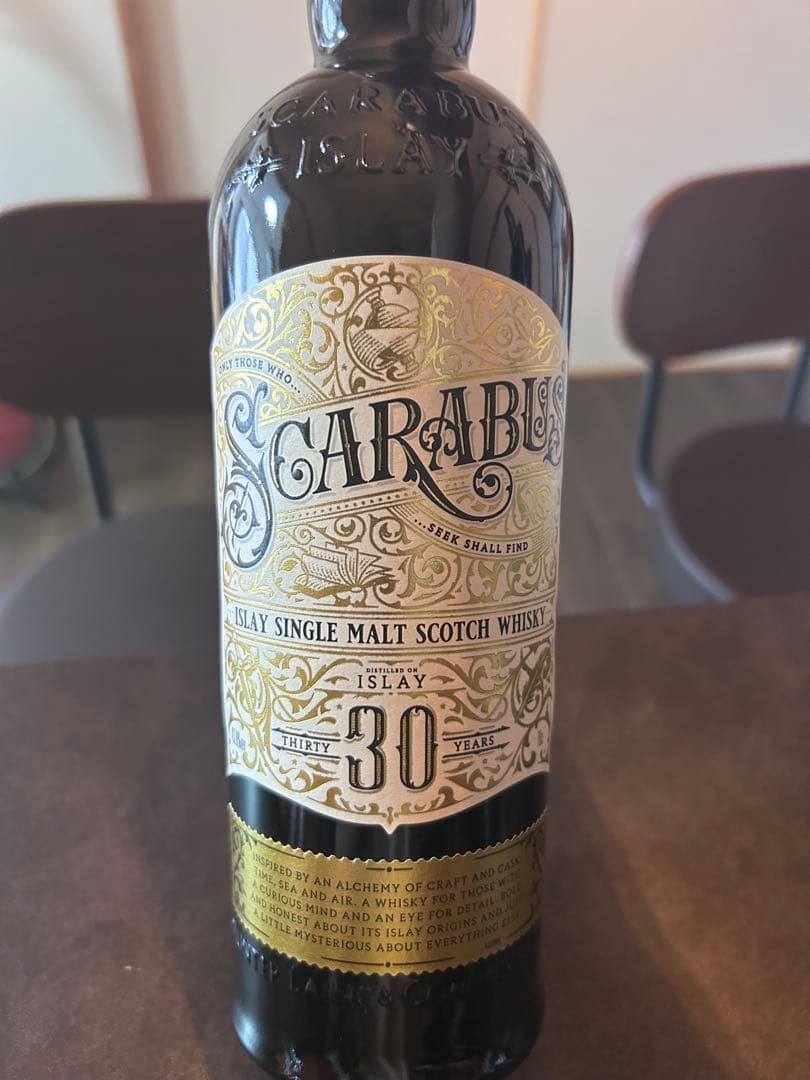 SCARABUS
ISLAY
ONLY THOSE WHO...
SCARABUS
...SEEK SHALL FIND
ISLAY SINGLE MALT SCOTCH WHISKY
DISTILLED ON
ISLAY
THIRTY 30 YEARS
INSPIRED BY AN ALCHEMY OF CRAFT AND CASK,
TIME, SEA AND AIR. A WHISKY FOR THOSE WITH
A CURIOUS MIND AND AN EYE FOR DETAIL. BOLD
AND HONEST ABOUT ITS ISLAY ORIGINS AND JUST
A LITTLE MYSTERIOUS ABOUT EVERYTHING ELSE.